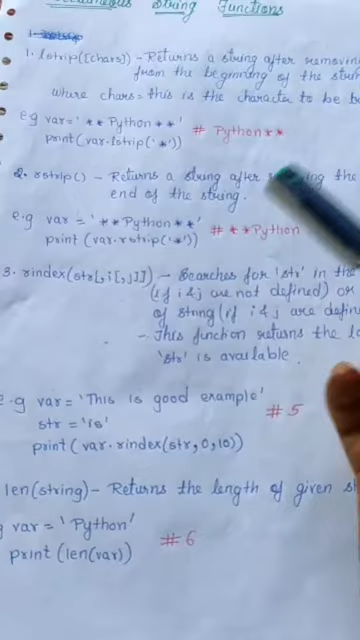 String Functions
1. lstrip([chars]) - Returns a string after removing
from the beginning of the
where chars = this is the character to be
eg var = '**Python**'
print (var.lstrip('*')) # Python**
2. rstrip() - Returns a string after the
end of the string.
e.g var = '**Python**'
print (var.rstrip('*')) # **Python
3. rindex(str[,i[,j]]) - Searches for 'str' in the
(if i & j are not defined) or
of string (if i & j are
- This function returns the
'str' is available.
e.g var = 'This is good example'
str = 'is' # 5
print (var.rindex(str,0,10))
len(string) - Returns the length of given
var = 'Python'
print (len(var)) # 6